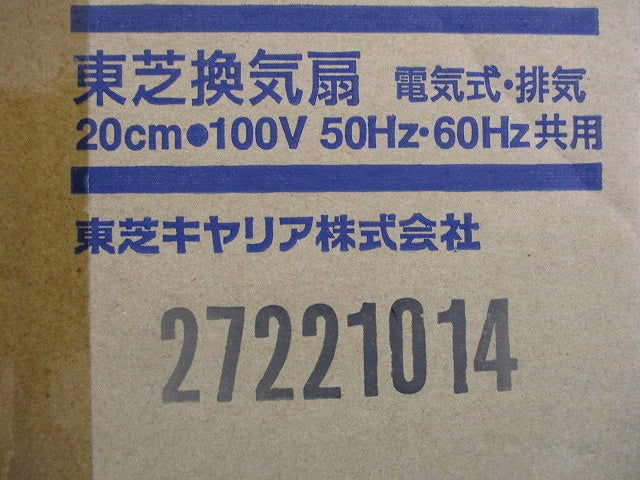 東芝換気扇 電気式・排気
20cm●100V 50Hz・60Hz共用
東芝キヤリア株式会社
27221014